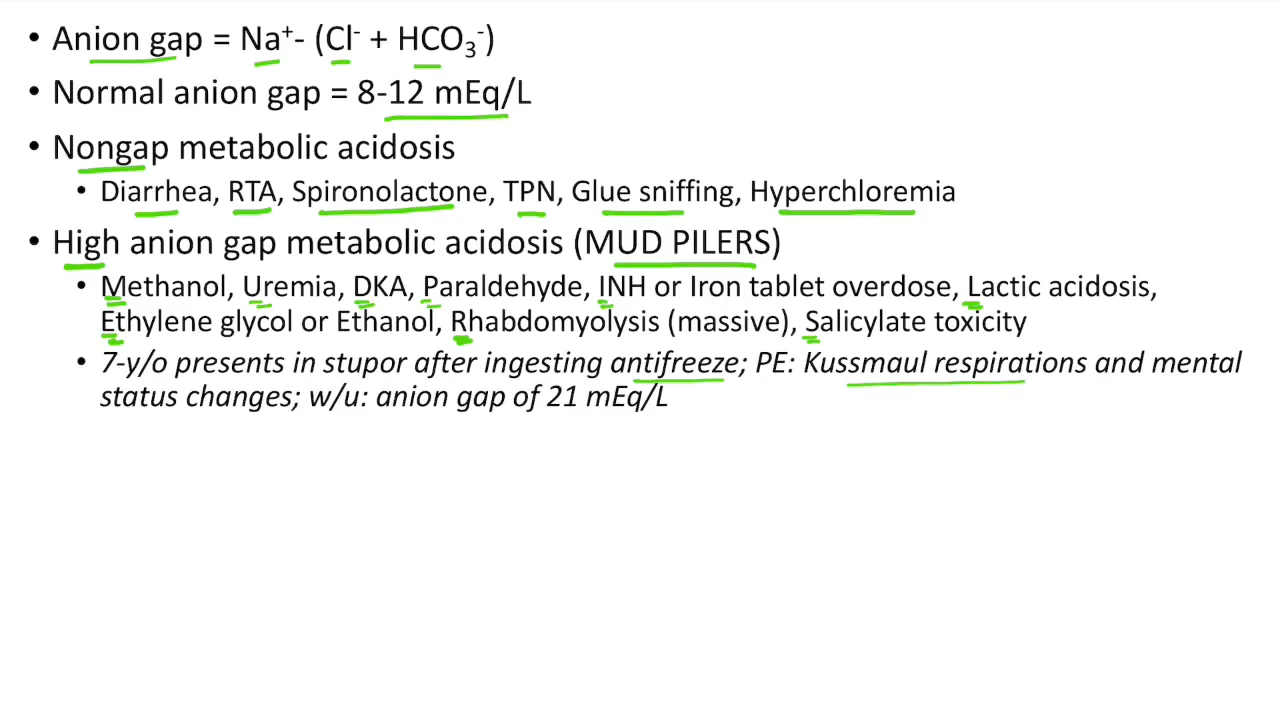 • Anion gap = Na⁺- (Cl⁻ + HCO₃⁻)
• Normal anion gap = 8-12 mEq/L
• Nongap metabolic acidosis
• Diarrhea, RTA, Spironolactone, TPN, Glue sniffing, Hyperchloremia
• High anion gap metabolic acidosis (MUD PILERS)
• Methanol, Uremia, DKA, Paraldehyde, INH or Iron tablet overdose, Lactic acidosis,
Ethylene glycol or Ethanol, Rhabdomyolysis (massive), Salicylate toxicity
• 7-y/o presents in stupor after ingesting antifreeze; PE: Kussmaul respirations and mental
status changes; w/u: anion gap of 21 mEq/L